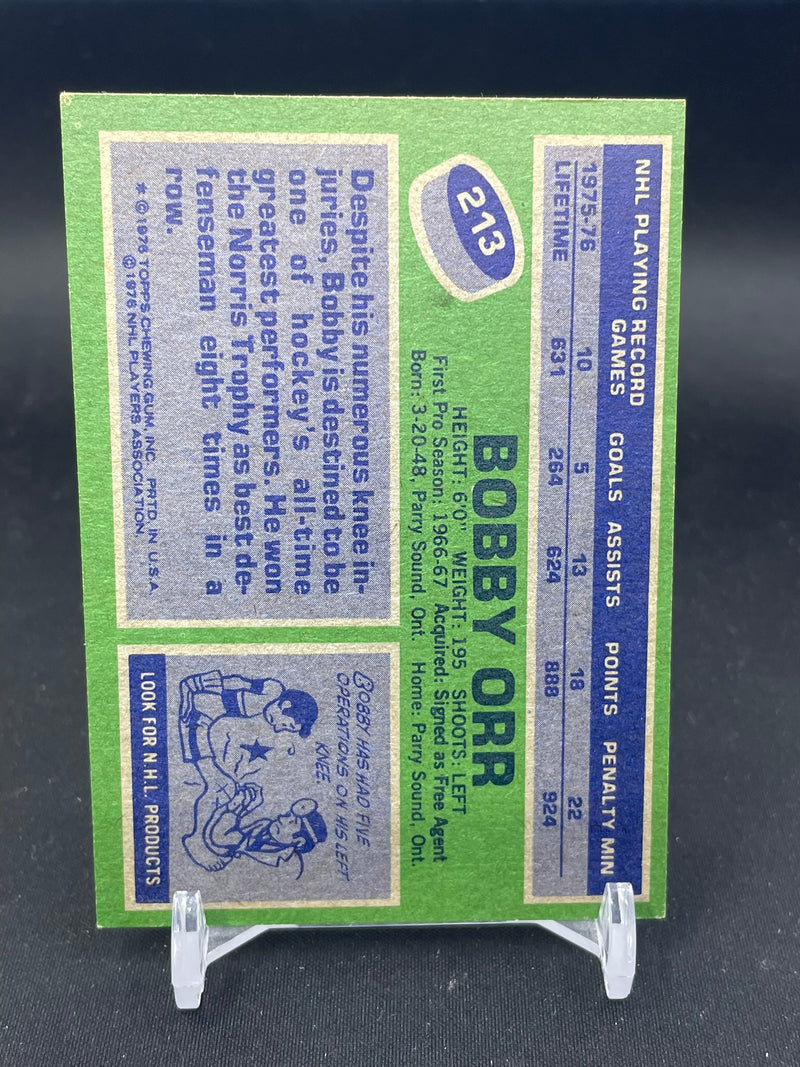 NHL PLAYING RECORD
GAMES GOALS ASSISTS POINTS PENALTY MIN
1975-76 10 5 13 18 22
LIFETIME 631 264 624 888 924
213
BOBBY ORR
HEIGHT: 6'0" WEIGHT: 195 SHOOTS: LEFT
First Pro Season: 1966-67 Acquired: Signed as Free Agent
Born: 3-20-48, Parry Sound, Ont. Home: Parry Sound, Ont.
Despite his numerous knee in-
juries, Bobby is destined to be
one of hockey's all-time
greatest performers. He won
the Norris Trophy as best de-
fenseman eight times in a
row.
* © 1976 TOPPS CHEWING GUM, INC. PRTD. IN U.S.A.
© 1976 NHL PLAYERS ASSOCIATION
BOBBY HAS HAD FIVE
OPERATIONS ON HIS LEFT
KNEE.
LOOK FOR N.H.L. PRODUCTS